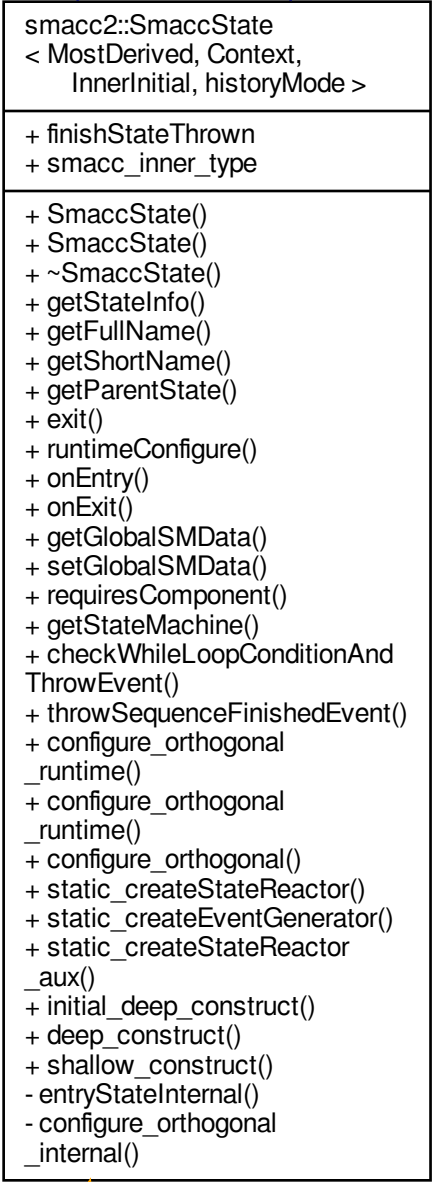 smacc2::SmaccState
< MostDerived, Context,
InnerInitial, historyMode >
+ finishStateThrown
+ smacc_inner_type
+ SmaccState()
+ SmaccState()
+ ~SmaccState()
+ getStateInfo()
+ getFullName()
+ getShortName()
+ getParentState()
+ exit()
+ runtimeConfigure()
+ onEntry()
+ onExit()
+ getGlobalSMData()
+ setGlobalSMData()
+ requiresComponent()
+ getStateMachine()
+ checkWhileLoopConditionAnd
ThrowEvent()
+ throwSequenceFinishedEvent()
+ configure_orthogonal
_runtime()
+ configure_orthogonal
_runtime()
+ configure_orthogonal()
+ static_createStateReactor()
+ static_createEventGenerator()
+ static_createStateReactor
_aux()
+ initial_deep_construct()
+ deep_construct()
+ shallow_construct()
- entryStateInternal()
- configure_orthogonal
_internal()